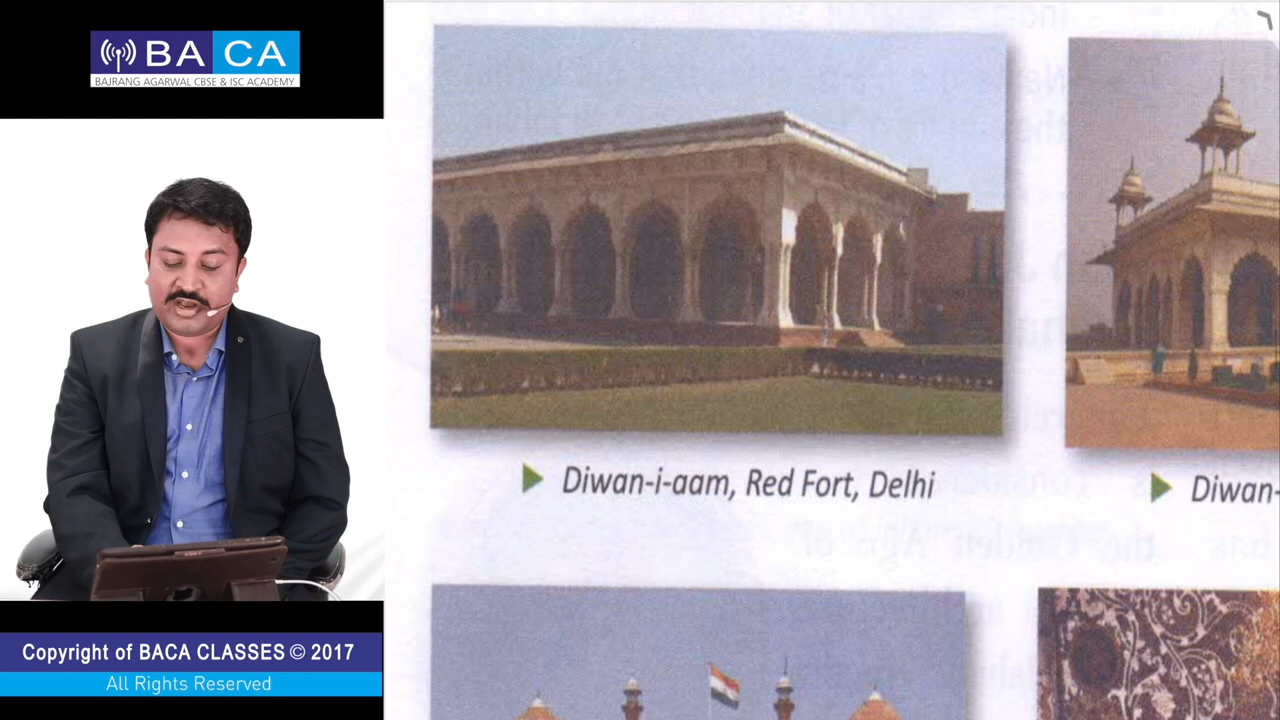 BACA
BAJRANG AGARWAL CBSE & ISC ACADEMY
Diwan-i-aam, Red Fort, Delhi
Diwan-
Copyright of BACA CLASSES © 2017
All Rights Reserved